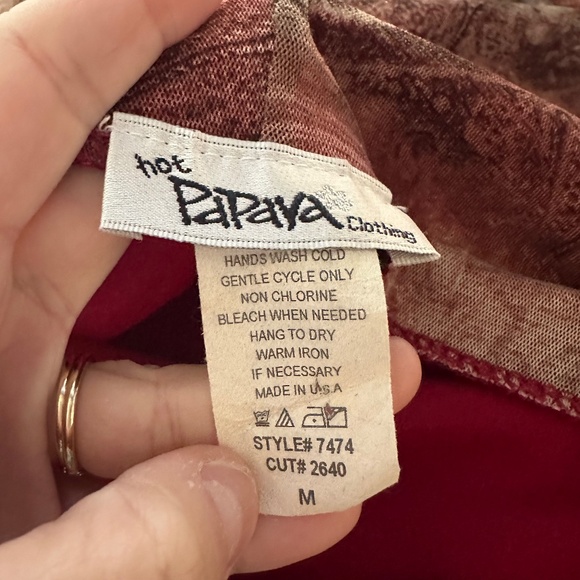 hot
PaPaya
Clothing
HANDS WASH COLD
GENTLE CYCLE ONLY
NON CHLORINE
BLEACH WHEN NEEDED
HANG TO DRY
WARM IRON
IF NECESSARY
MADE IN U.S.A
STYLE# 7474
CUT# 2640
M